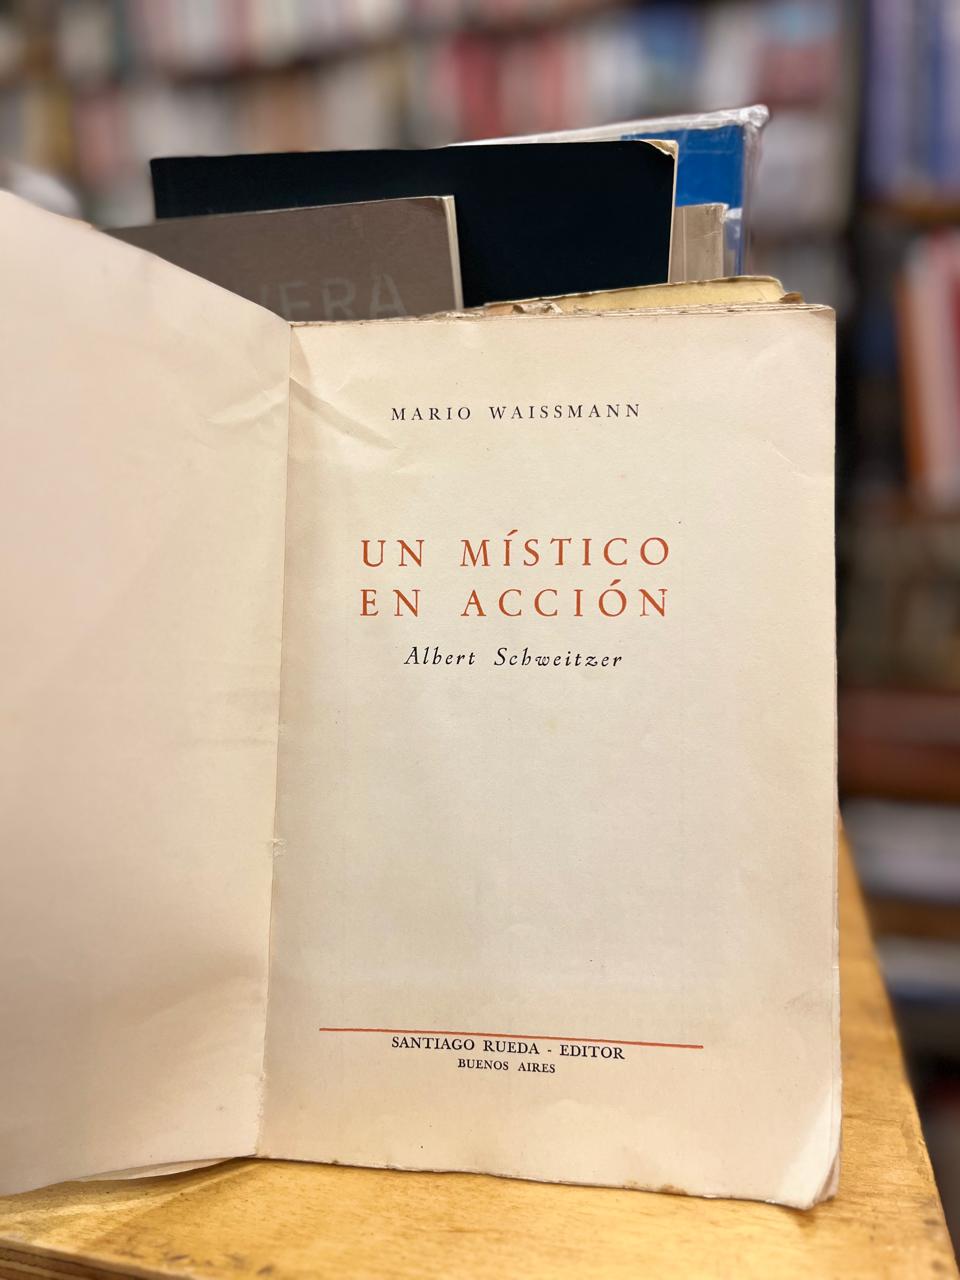 MARIO WAISSMANN
UN MÍSTICO
EN ACCIÓN
Albert Schweitzer
SANTIAGO RUEDA - EDITOR
BUENOS AIRES